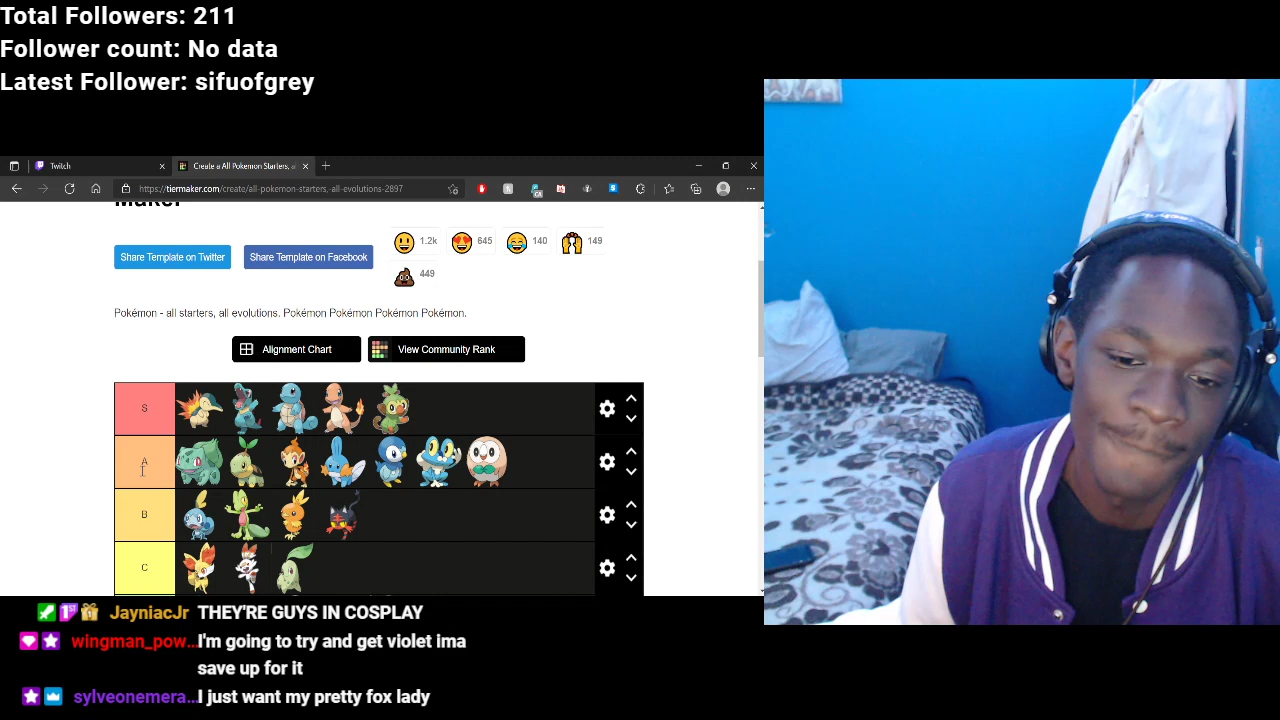 Total Followers: 211
Follower count: No data
Latest Follower: sifuofgrey
Twitch
Create a All Pokemon Starters, a
https://tiermaker.com/create/all-pokemon-starters,-all-evolutions-2897
Maker
Share Template on Twitter
Share Template on Facebook
1.2k
645
140
149
449
Pokémon - all starters, all evolutions. Pokémon Pokémon Pokémon Pokémon.
Alignment Chart
View Community Rank
S
A
B
C
JayniacJr THEY'RE GUYS IN COSPLAY
wingman_pow... I'm going to try and get violet ima
save up for it
sylveonemera... I just want my pretty fox lady